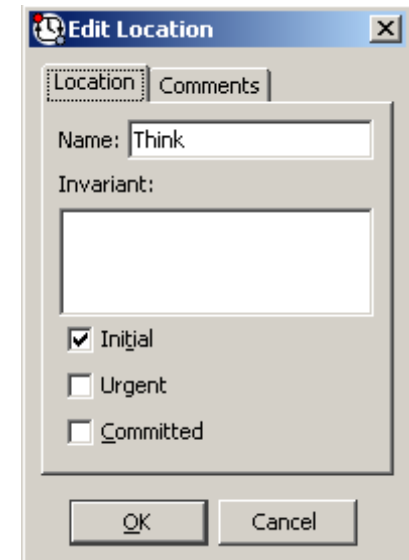 Edit Location
Location Comments
Name: Think
Invariant:
Initial
Urgent
Committed
OK Cancel